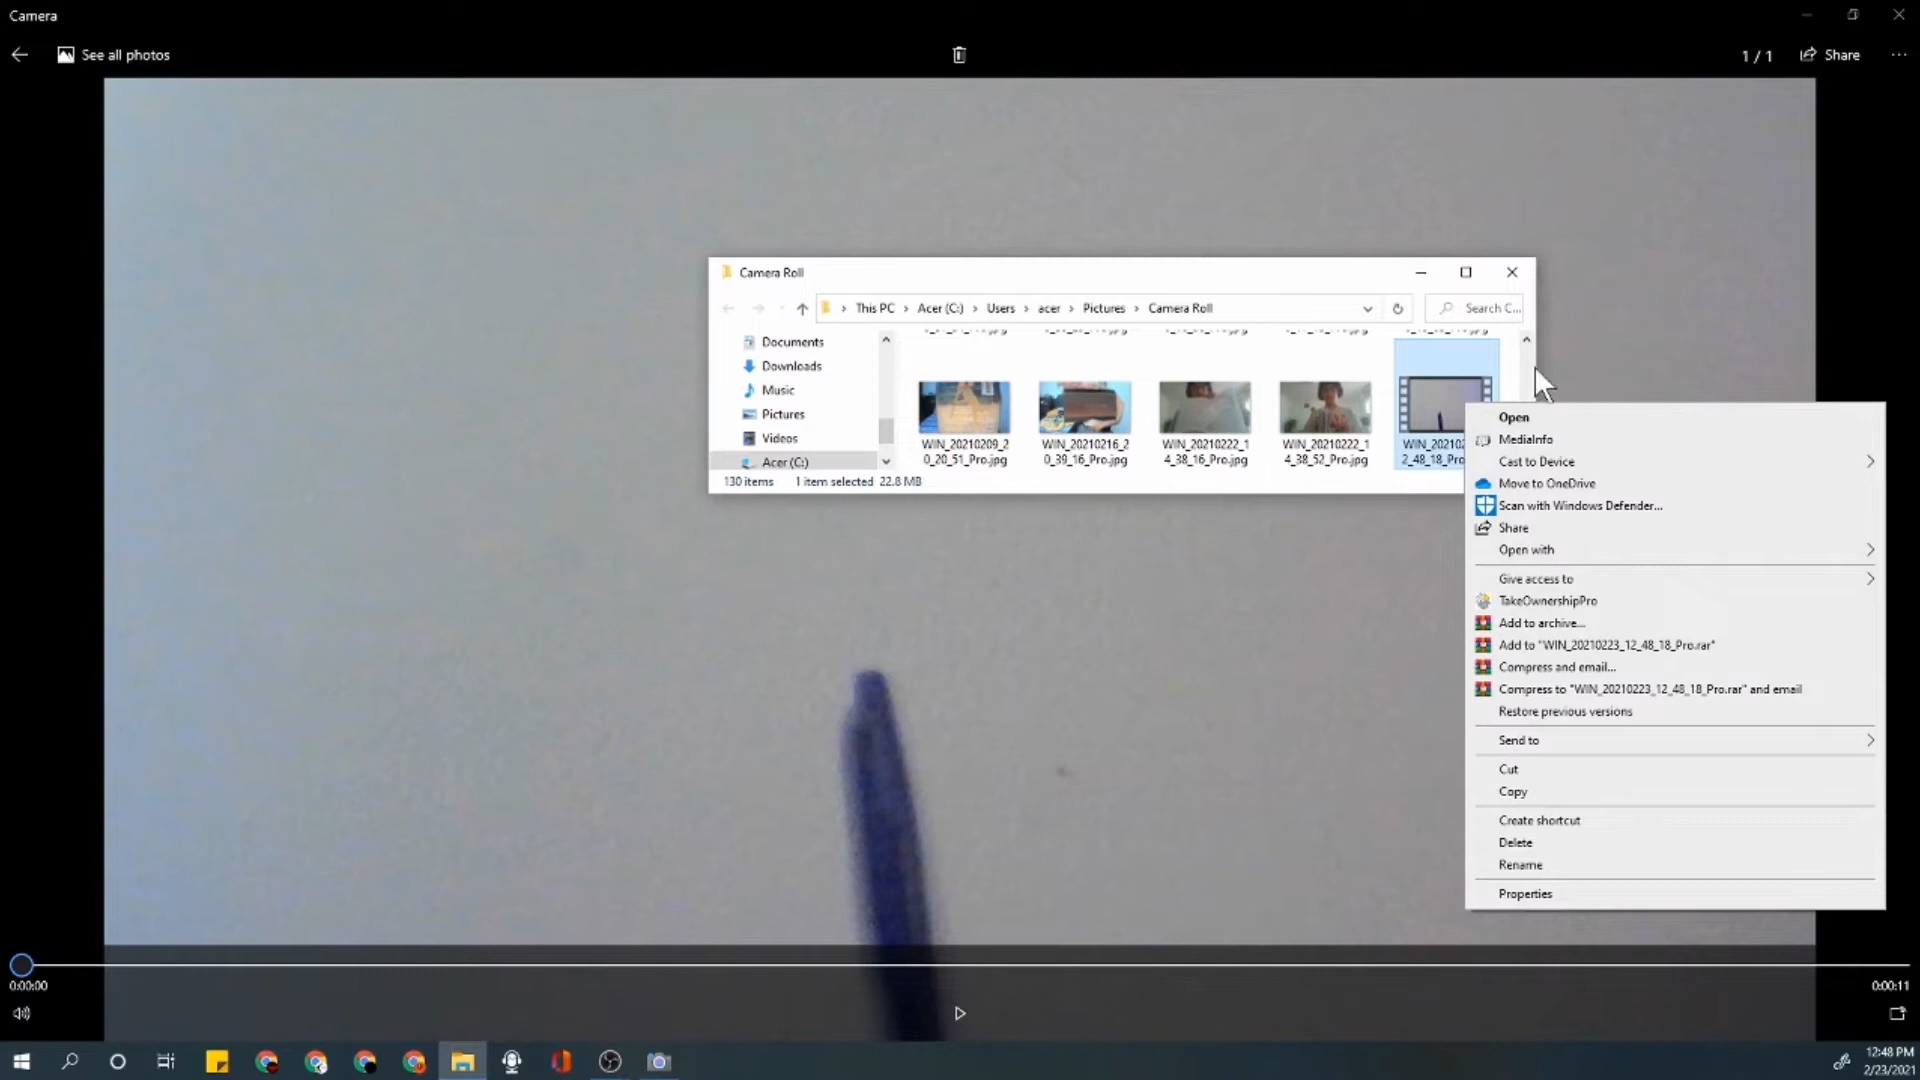 Camera
See all photos
1 / 1
Share
Camera Roll
This PC > Acer (C:) > Users > acer > Pictures > Camera Roll
Search C...
Documents
Downloads
Music
Pictures
Videos
Acer (C:)
WIN_20210209_2
0_20_51_Pro.jpg
WIN_20210216_2
0_39_16_Pro.jpg
WIN_20210222_1
4_38_16_Pro.jpg
WIN_20210222_1
4_38_52_Pro.jpg
WIN_20210
2_48_18_Pro
130 items 1 item selected 22.8 MB
Open
MediaInfo
Cast to Device
Move to OneDrive
Scan with Windows Defender...
Share
Open with
Give access to
TakeOwnershipPro
Add to archive...
Add to "WIN_20210223_12_48_18_Pro.rar"
Compress and email...
Compress to "WIN_20210223_12_48_18_Pro.rar" and email
Restore previous versions
Send to
Cut
Copy
Create shortcut
Delete
Rename
Properties
0:00:00
0:00:11
12:48 PM
2/23/2021